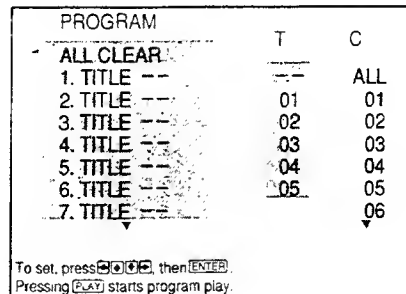 PROGRAM
T C
ALL CLEAR
1. TITLE -- -- ALL
2. TITLE -- 01 01
3. TITLE -- 02 02
4. TITLE -- 03 03
5. TITLE -- 04 04
6. TITLE -- 05 05
7. TITLE -- 06
To set, press, then ENTER.
Pressing PLAY starts program play.